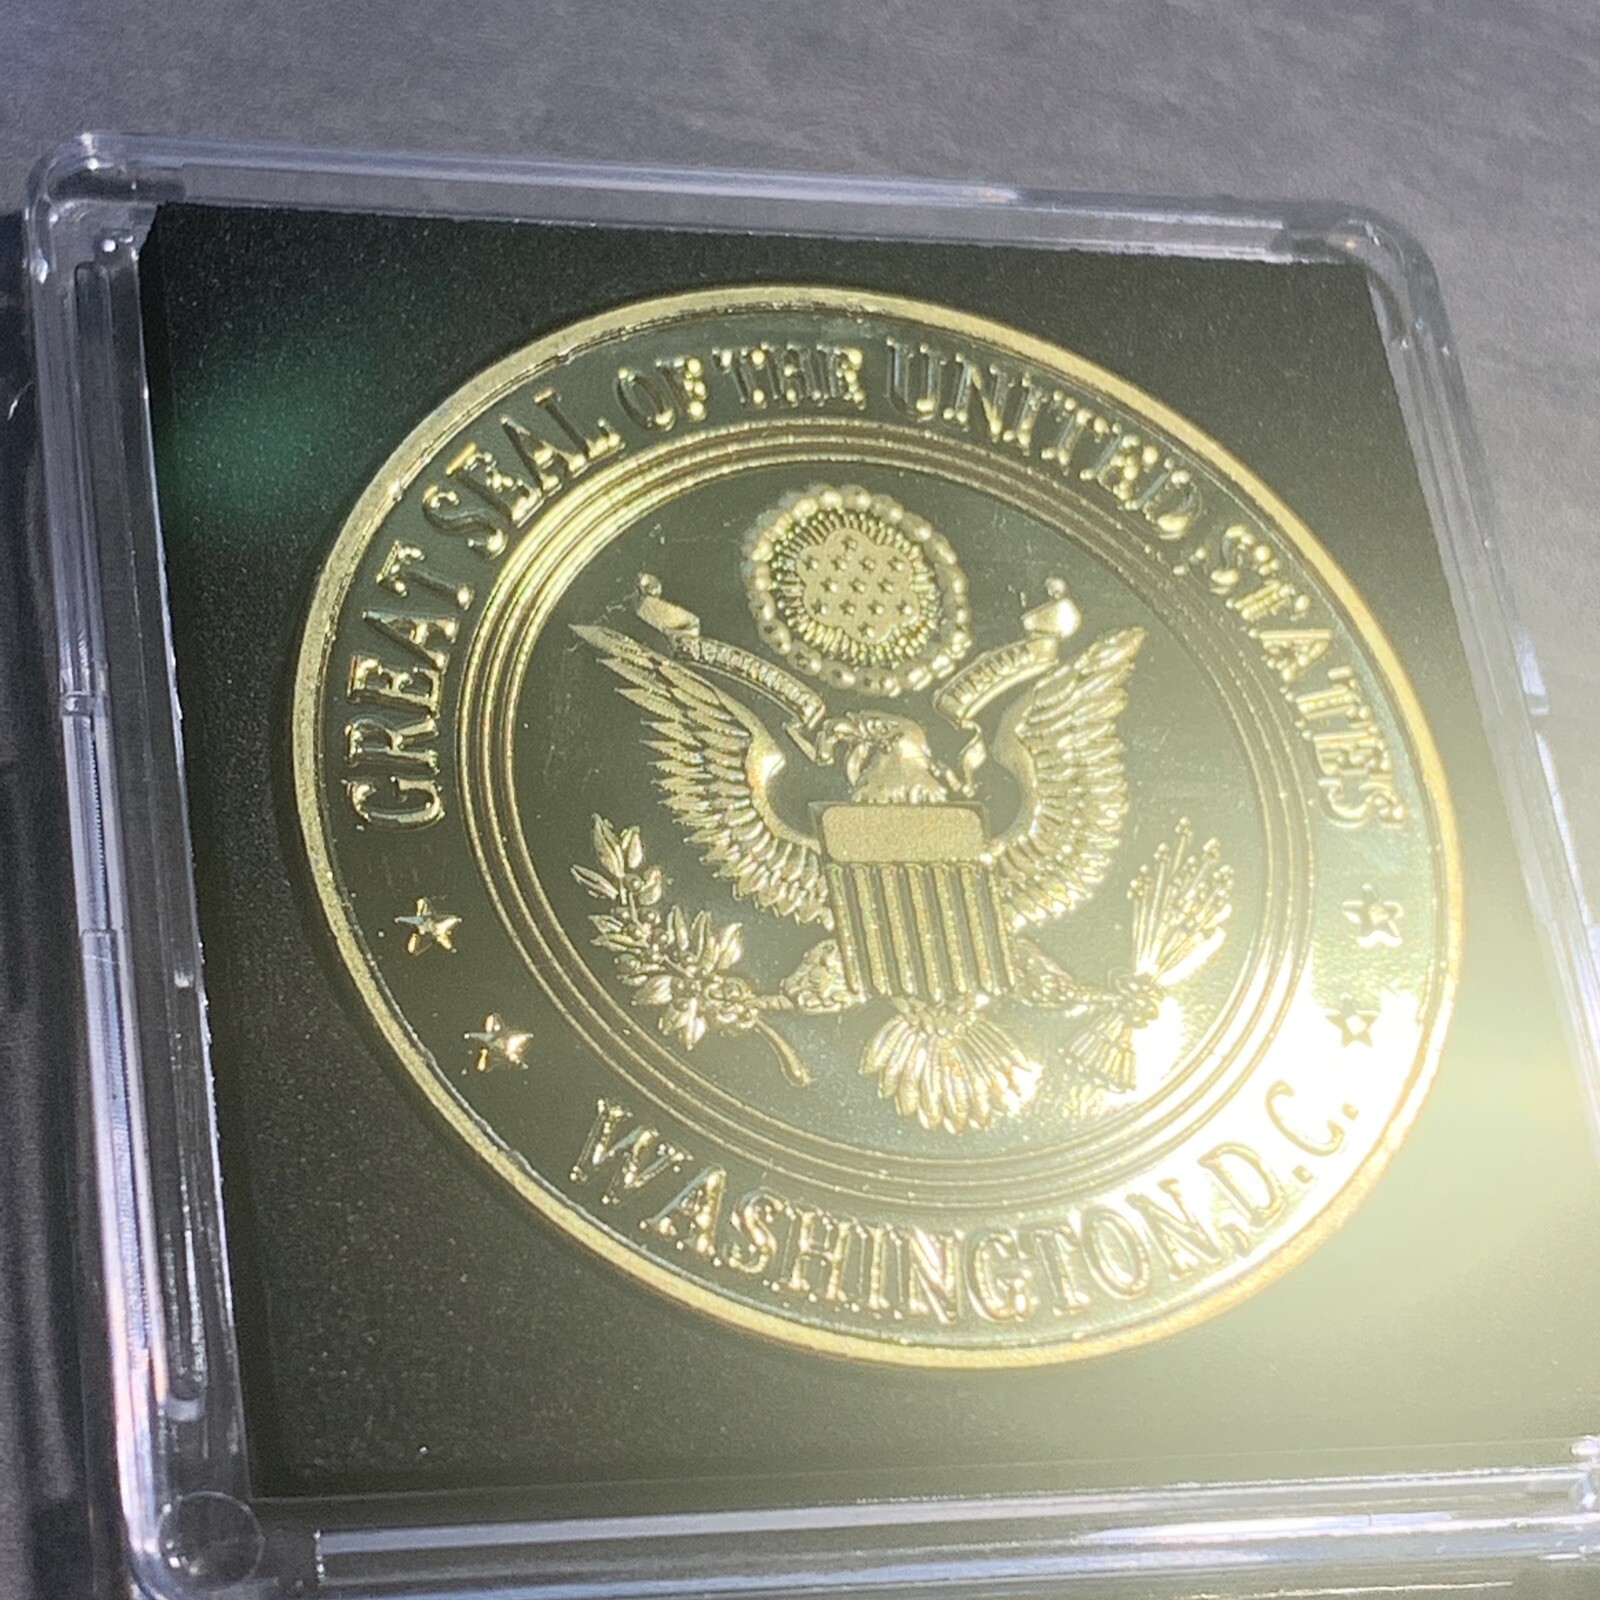 GREAT SEAL OF THE UNITED STATES
WASHINGTON, D.C.